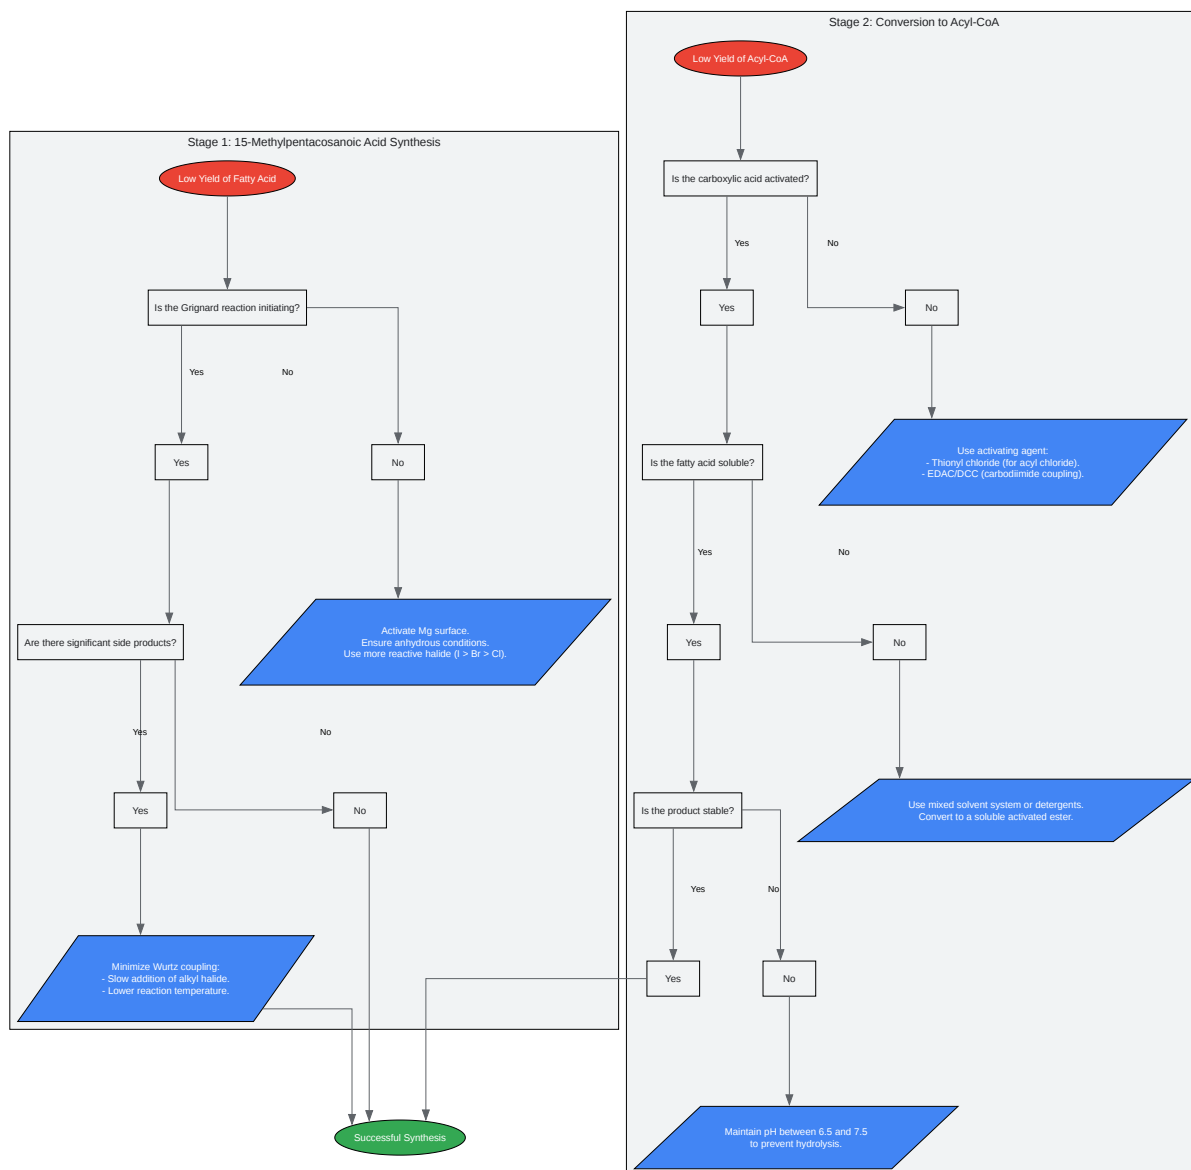 Stage 1: 15-Methylpentacosanoic Acid Synthesis
Low Yield of Fatty Acid
Is the Grignard reaction initiating?
Yes
No
Yes
No
Activate Mg surface.
Ensure anhydrous conditions.
Use more reactive halide (I > Br > Cl).
Are there significant side products?
Yes
No
Yes
No
Minimize Wurtz coupling:
- Slow addition of alkyl halide.
- Lower reaction temperature.
Successful Synthesis
Stage 2: Conversion to Acyl-CoA
Low Yield of Acyl-CoA
Is the carboxylic acid activated?
Yes
No
Yes
No
Use activating agent:
- Thionyl chloride (for acyl chloride).
- EDAC/DCC (carbodiimide coupling).
Is the fatty acid soluble?
Yes
No
Yes
No
Use mixed solvent system or detergents.
Convert to a soluble activated ester.
Is the product stable?
Yes
No
Yes
No
Maintain pH between 6.5 and 7.5
to prevent hydrolysis.